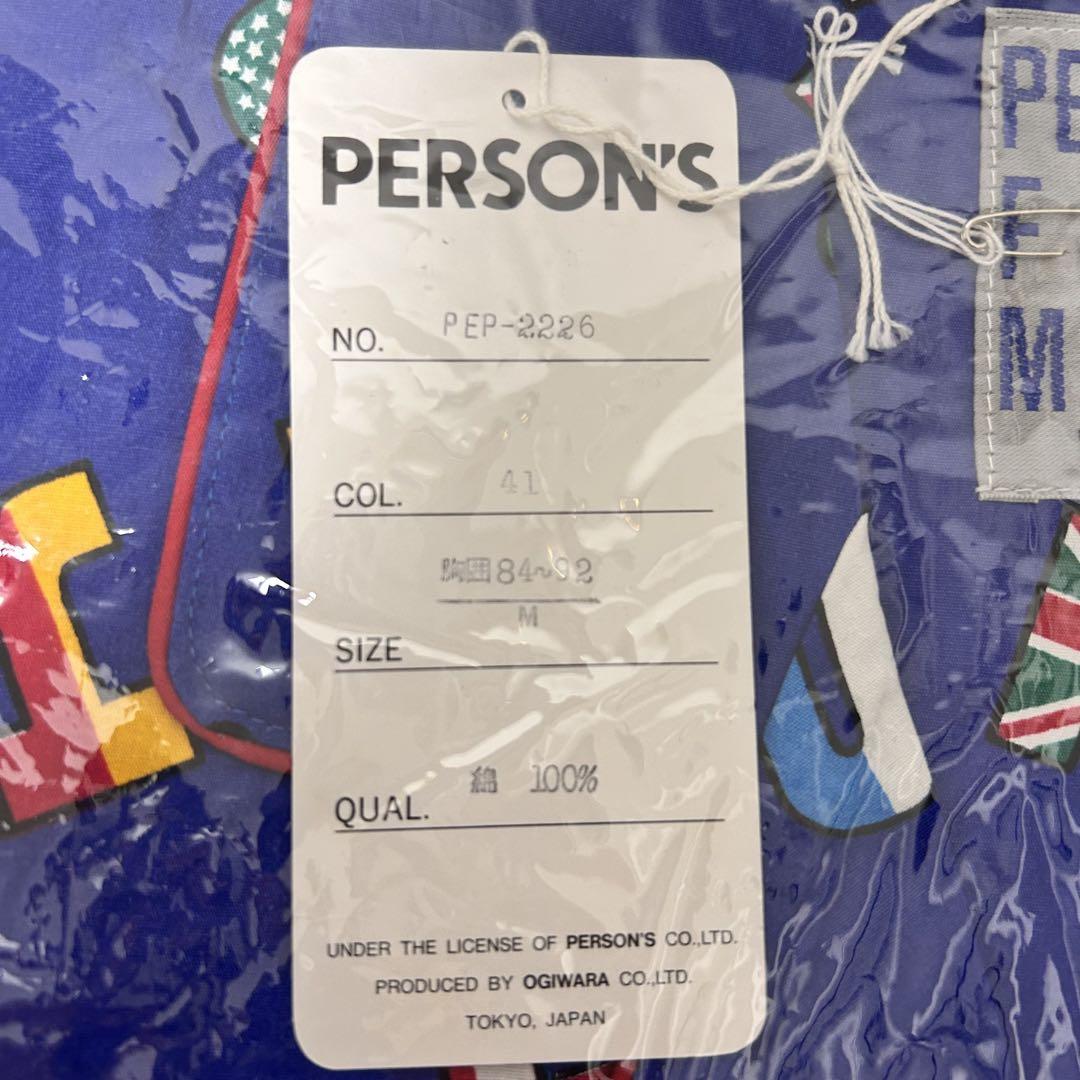 PERSON'S
NO. PEP-2226
COL. 41
胸囲84~92
M
SIZE
QUAL. 綿 100%
UNDER THE LICENSE OF PERSON'S CO.,LTD.
PRODUCED BY OGIWARA CO.,LTD.
TOKYO, JAPAN
PE
M